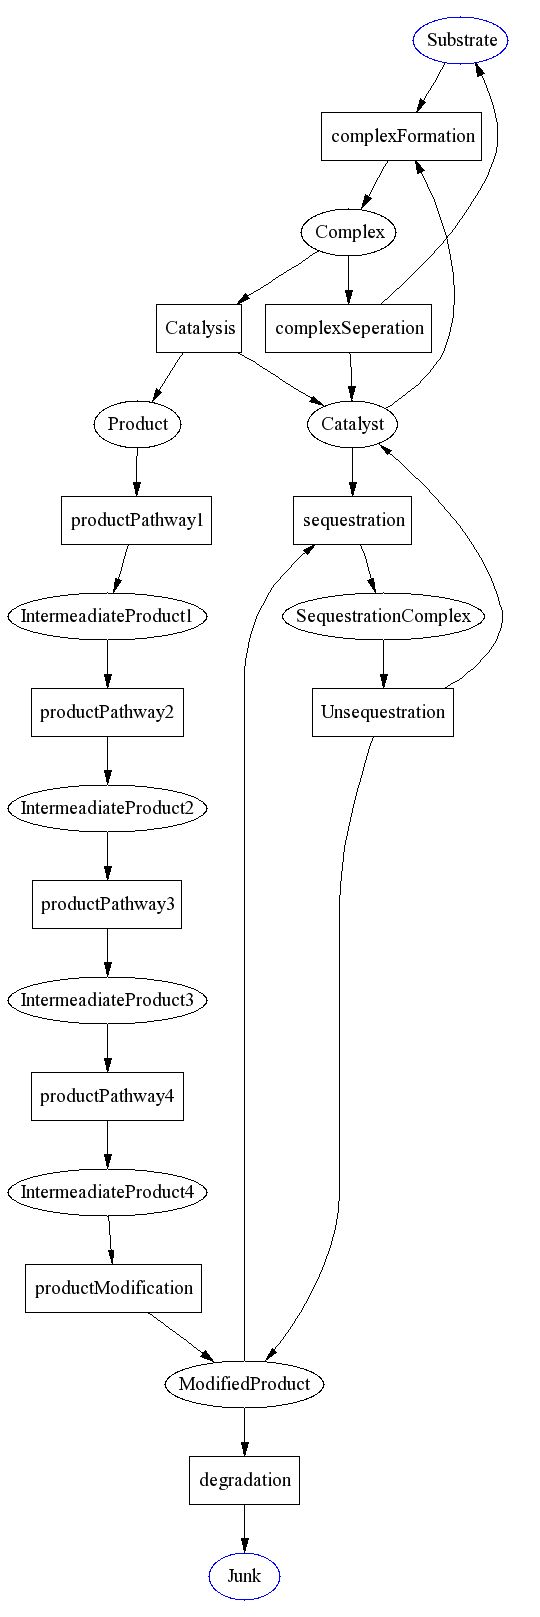 Substrate
complexFormation
Complex
Catalysis
complexSeperation
Product
Catalyst
productPathway1
sequestration
IntermeadiateProduct1
SequestrationComplex
productPathway2
Unsequestration
IntermeadiateProduct2
productPathway3
IntermeadiateProduct3
productPathway4
IntermeadiateProduct4
productModification
ModifiedProduct
degradation
Junk